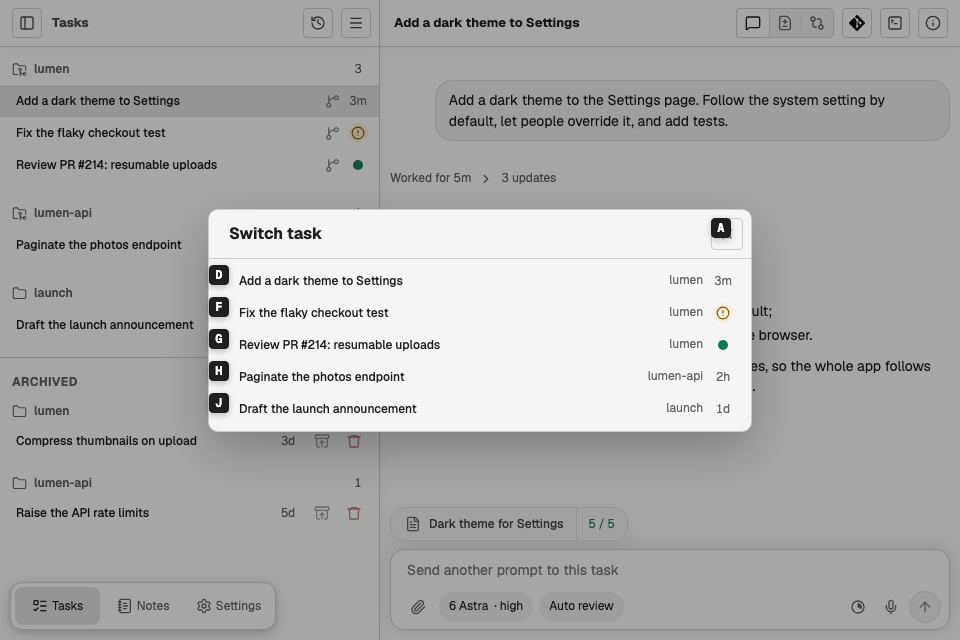 Tasks
Add a dark theme to Settings
lumen 3
Add a dark theme to Settings 3m
Fix the flaky checkout test
Review PR #214: resumable uploads
lumen-api
Paginate the photos endpoint
launch
Draft the launch announcement
ARCHIVED
lumen
Compress thumbnails on upload 3d
lumen-api 1
Raise the API rate limits 5d
Tasks Notes Settings
Add a dark theme to the Settings page. Follow the system setting by
default, let people override it, and add tests.
Worked for 5m 3 updates
browser.
so the whole app follows
Dark theme for Settings 5 / 5
Send another prompt to this task
6 Astra · high Auto review
Switch task A
D Add a dark theme to Settings lumen 3m
F Fix the flaky checkout test lumen
G Review PR #214: resumable uploads lumen
H Paginate the photos endpoint lumen-api 2h
J Draft the launch announcement launch 1d